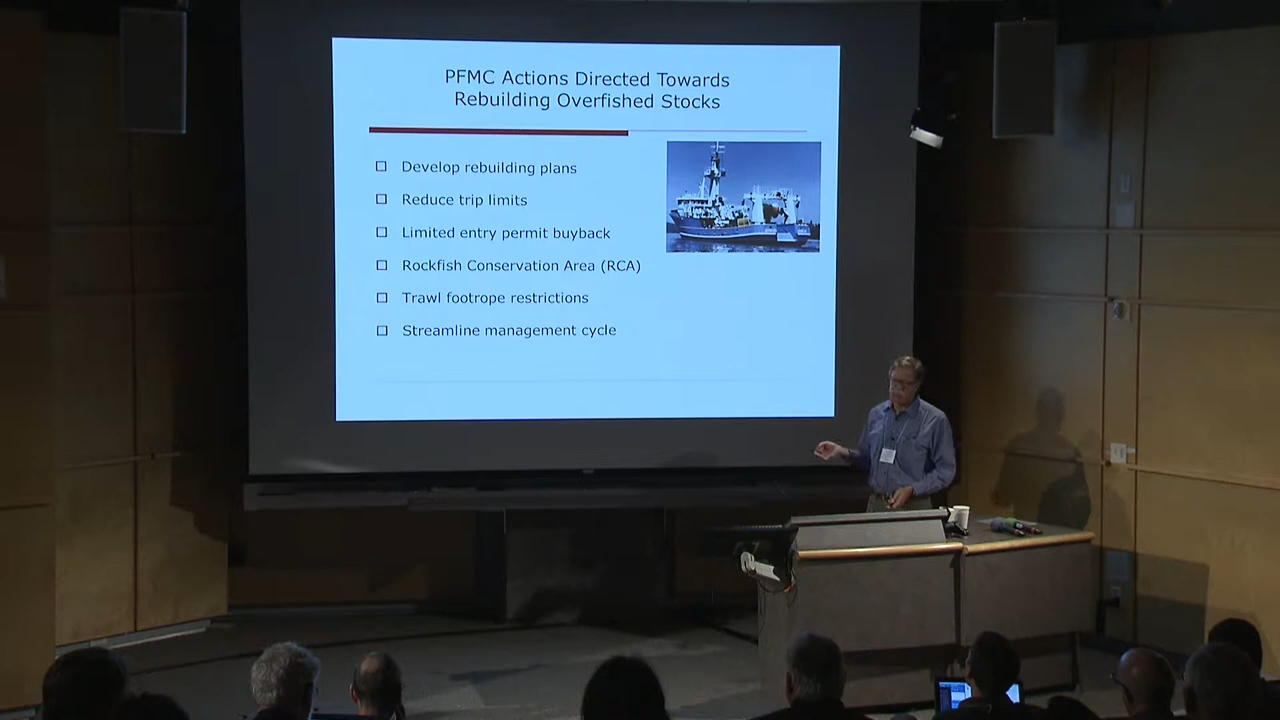 PFMC Actions Directed Towards
Rebuilding Overfished Stocks
Develop rebuilding plans
Reduce trip limits
Limited entry permit buyback
Rockfish Conservation Area (RCA)
Trawl footrope restrictions
Streamline management cycle